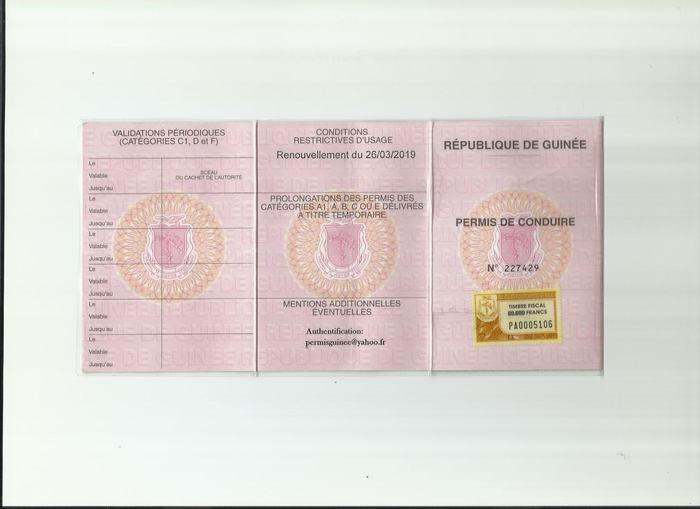 VALIDATIONS PÉRIODIQUES
(CATÉGORIES C1, D et F)
Le
Valable
Jusqu'au
SCEAU
OU CACHET DE L'AUTORITÉ
Le
Valable
Jusqu'au
Le
Valable
Jusqu'au
Le
Valable
Jusqu'au
Le
Valable
Jusqu'au
Le
Valable
Jusqu'au
CONDITIONS
RESTRICTIVES D'USAGE
Renouvellement du 26/03/2019
PROLONGATIONS DES PERMIS DES
CATÉGORIES A1, A, B, C OU E DÉLIVRÉS
À TITRE TEMPORAIRE
MENTIONS ADDITIONNELLES
ÉVENTUELLES
Authentification:
permisguinee@yahoo.fr
RÉPUBLIQUE DE GUINÉE
PERMIS DE CONDUIRE
N° 227429
TIMBRE FISCAL
80.000 FRANCS
PA0005106